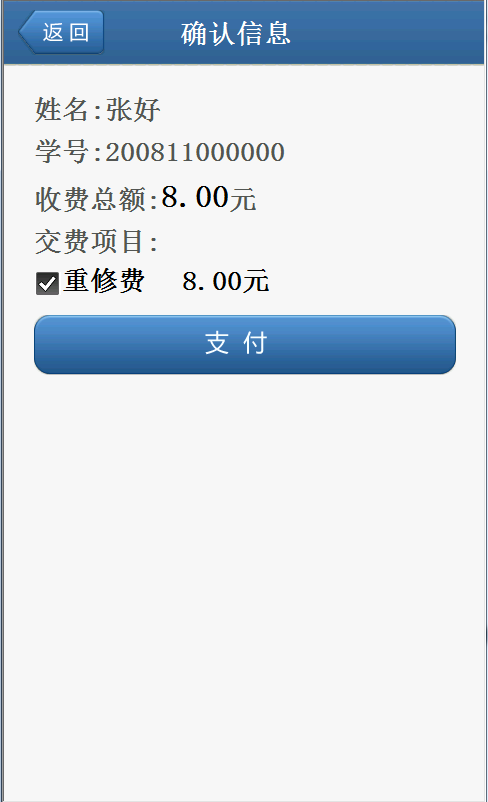 返回 确认信息
姓名:张好
学号:200811000000
收费总额:8.00元
交费项目:
重修费 8.00元
支 付